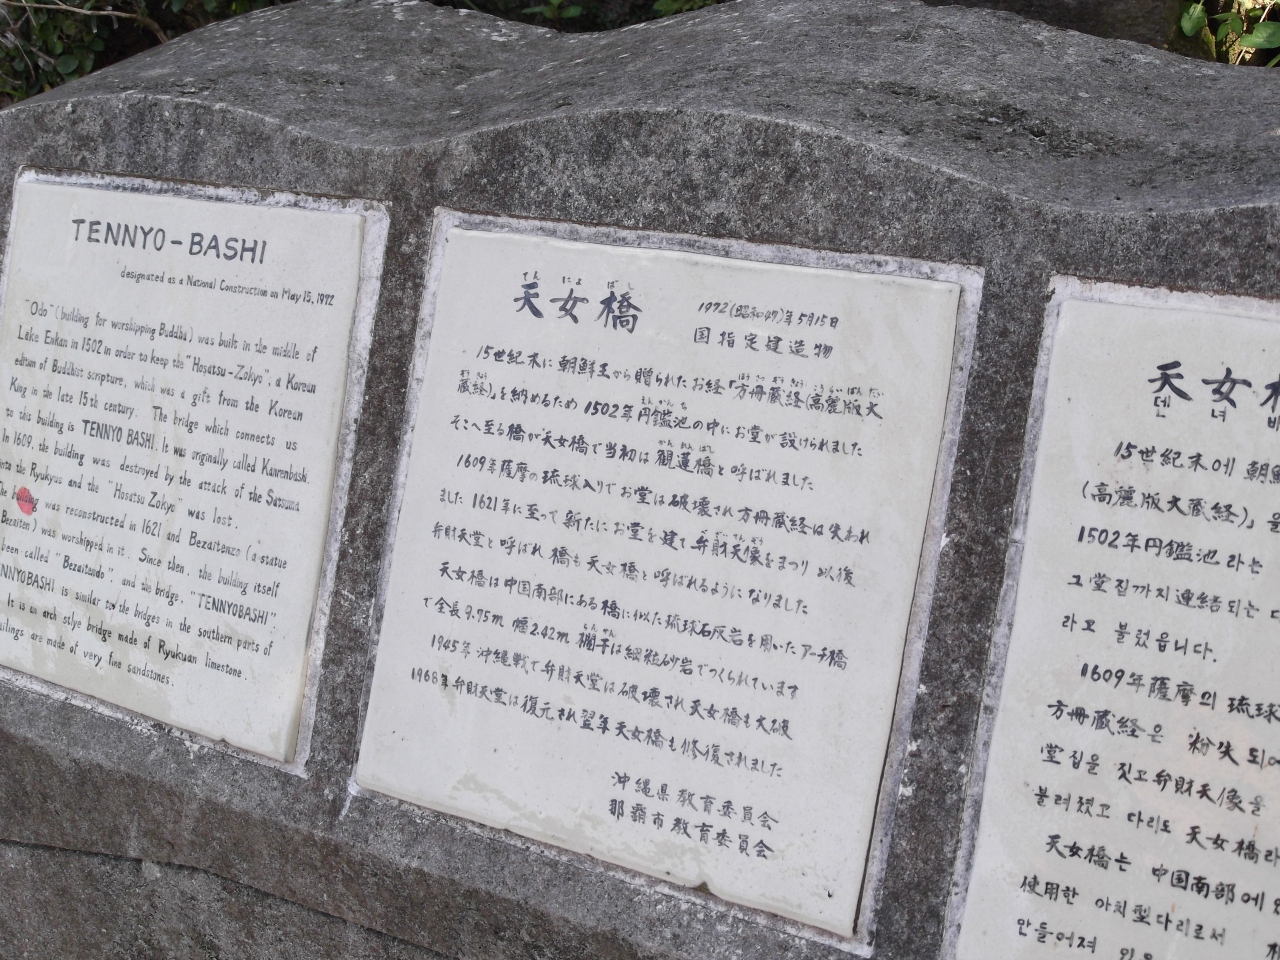 TENNYO-BASHI
designated as a National Construction on May 15, 1972
"Odo" (building for worshipping Buddha) was built in the middle of
Lake Enkan in 1502 in order to keep the "Hosatsu-Zokyo", a Korean
edition of Buddhist scripture, which was a gift from the Korean
King in the late 15th century. The bridge which connects us
to this building is TENNYO BASHI. It was originally called Kanrenbashi.
In 1609, the building was destroyed by the attack of the Satsuma
into the Ryukyus and the "Hosatsu Zokyo" was lost.
The building was reconstructed in 1621 and Bezaitenzo (a statue
Bezaiten) was worshipped in it. Since then, the building itself
been called "Bezaitendo", and the bridge, "TENNYOBASHI".
NNYOBASHI is similar to the bridges in the southern parts of
. It is an arch stlye bridge made of Ryukuan limestone.
ailings are made of very fine sandstones.
てん にょ ばし
天女橋
1972(昭和47)年5月15日
国指定建造物
15世紀末に朝鮮王から贈られたお経「方冊蔵経(高麗版大
蔵経)」を納めるため1502年円鑑池の中にお堂が設けられました
そこへ至る橋が天女橋で当初は観蓮橋と呼ばれました
1609年薩摩の琉球入りでお堂は破壊され方冊蔵経は失われ
ました 1621年に至って新たにお堂を建て弁財天像をまつり以後
弁財天堂と呼ばれ橋も天女橋と呼ばれるようになりました
天女橋は中国南部にある橋に似た琉球石灰岩を用いたアーチ橋
で全長9.75m 幅2.42m 欄干は細粒砂岩でつくられています
1945年沖縄戦で弁財天堂は破壊され天女橋も大破
1968年弁財天堂は復元され翌年天女橋も修復されました
沖縄県教育委員会
那覇市教育委員会
天女
덴 녀
15世紀末에 朝鮮
(高麗版大蔵経)」을
1502年円鑑池 라는
그堂집까지 連結되는 다
라고 불렀읍니다.
1609年薩摩의 琉球
方冊蔵経은 粉失되어
堂집을 짓고 弁財天像을
불려졌고 다리도 天女橋라
天女橋는 中国南部에
使用한 아치型다리로서
만들어져